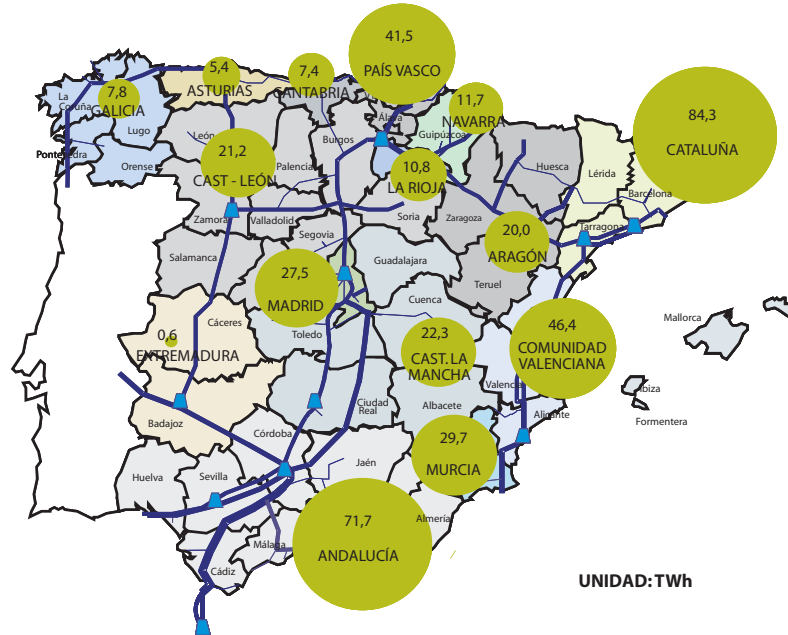 41,5
PAÍS VASCO
5,4
ASTURIAS
7,4
CANTABRIA
7,8
GALICIA
La
Coruña
Lugo
Pontevedra
Orense
11,7
NAVARRA
84,3
CATALUÑA
León
Burgos
Álava
Guipúzcoa
Palencia
21,2
CAST - LEÓN
10,8
LA RIOJA
Huesca
Lérida
Barcelona
Zamora
Valladolid
Soria
Zaragoza
Tarragona
20,0
ARAGÓN
Segovia
Salamanca
Guadalajara
Teruel
27,5
MADRID
Cuenca
Cáceres
0,6
EXTREMADURA
Toledo
22,3
CAST. LA
MANCHA
46,4
COMUNIDAD
VALENCIANA
Mallorca
Valencia
Ibiza
Formentera
Ciudad
Real
Albacete
Alicante
Badajoz
Córdoba
29,7
MURCIA
Huelva
Sevilla
Jaén
71,7
ANDALUCÍA
Almería
Málaga
Cádiz
UNIDAD: TWh